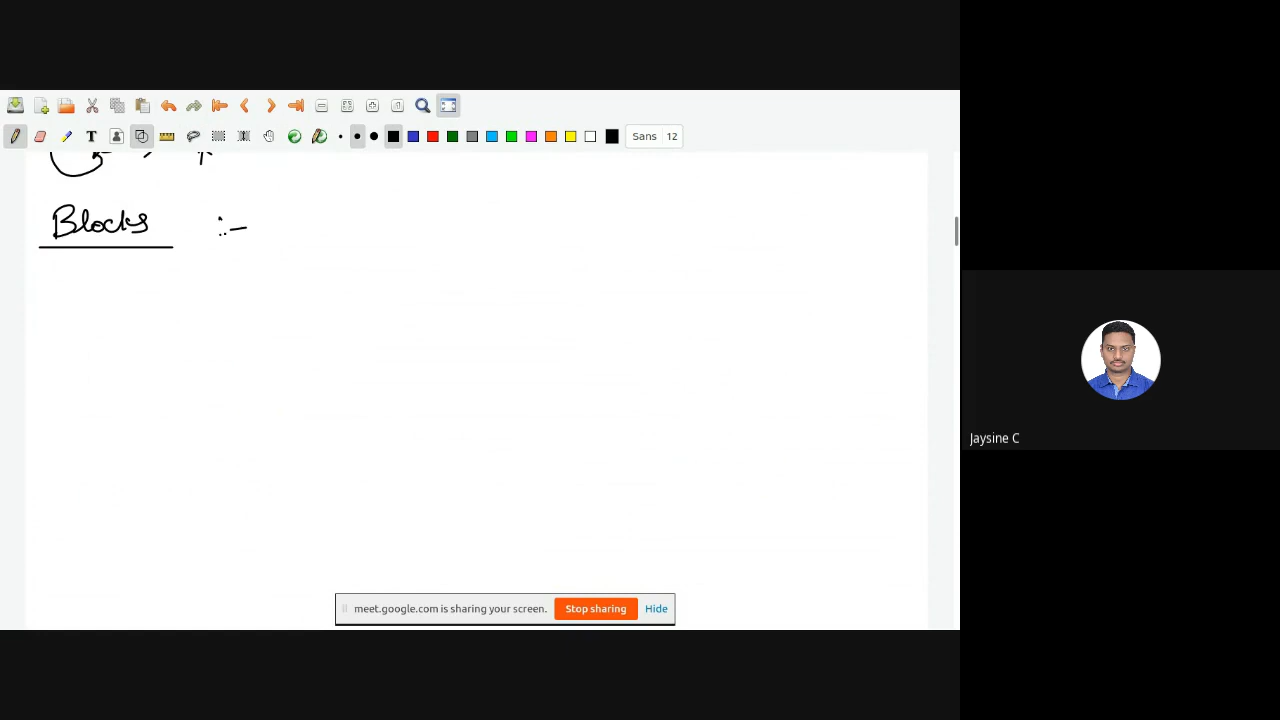 Sans 12
Blocks :-
Jaysine C
meet.google.com is sharing your screen. Stop sharing Hide